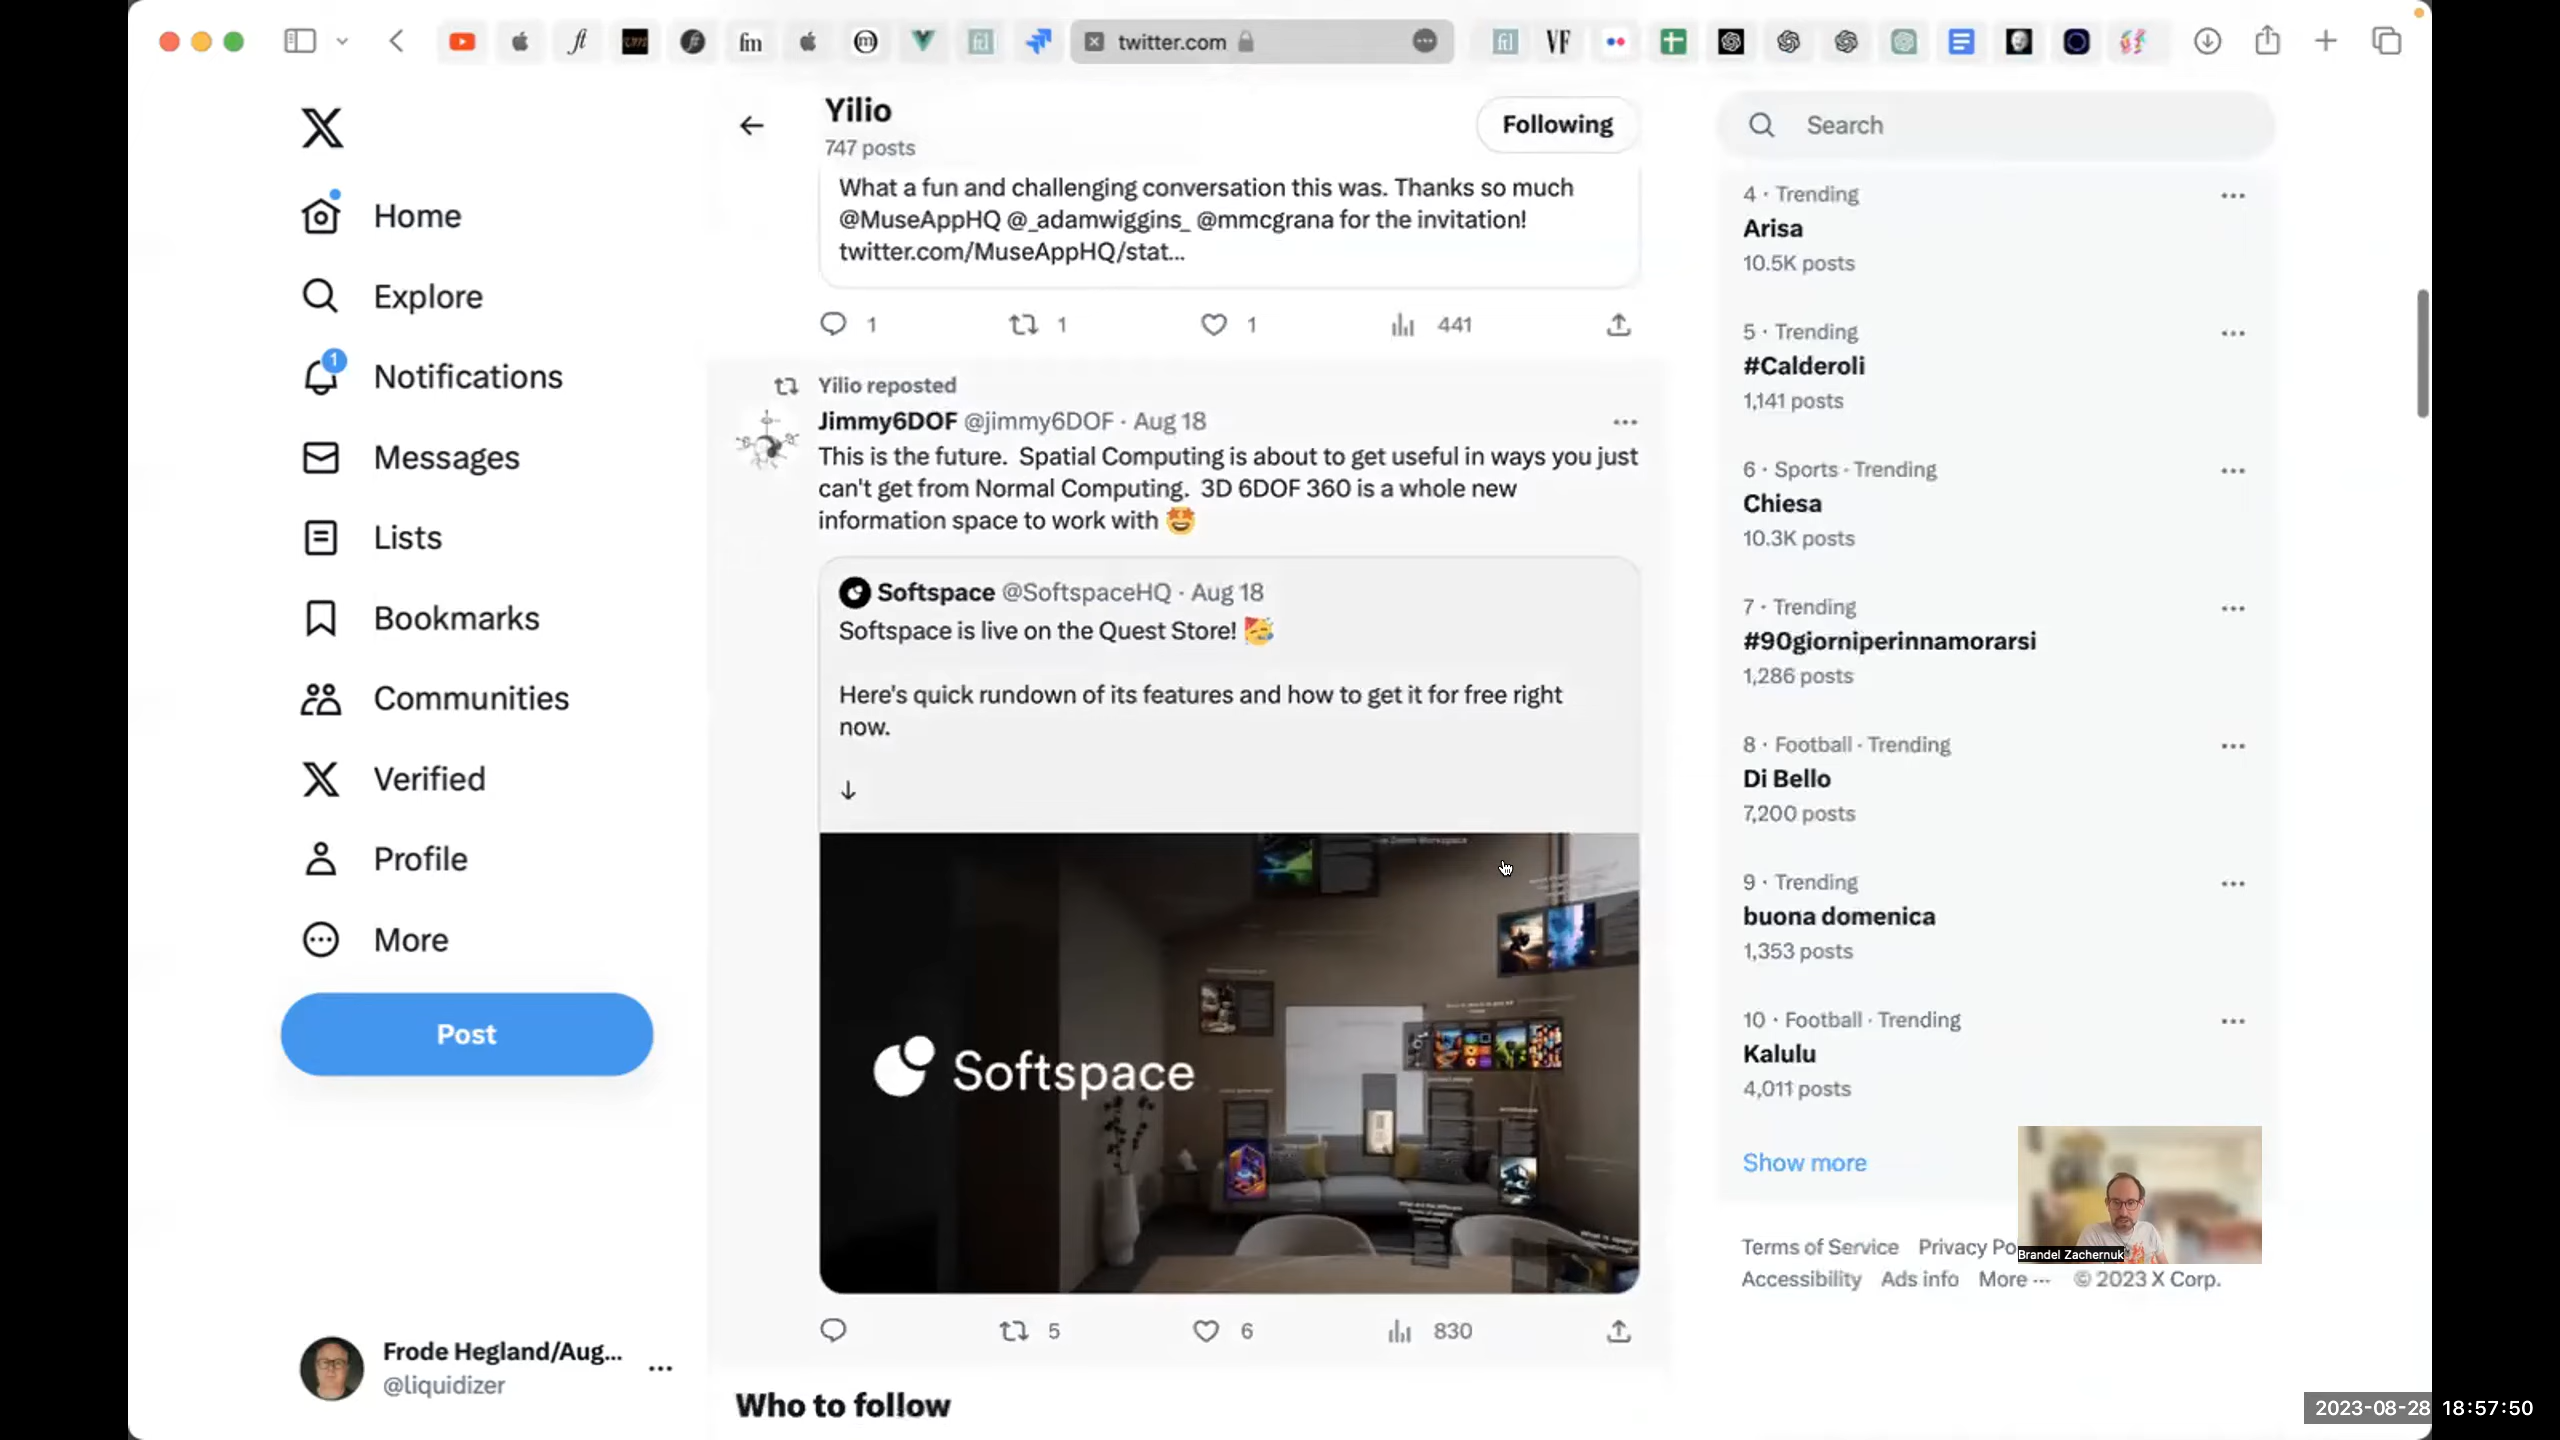 twitter.com
Home
Explore
1
Notifications
Messages
Lists
Bookmarks
Communities
Verified
Profile
More
Post
Frode Hegland/Aug...
@liquidizer
Yilio
747 posts
Following
What a fun and challenging conversation this was. Thanks so much
@MuseAppHQ @_adamwiggins_ @mmcgrana for the invitation!
twitter.com/MuseAppHQ/stat...
1 1 1 441
Yilio reposted
Jimmy6DOF @jimmy6DOF · Aug 18
This is the future. Spatial Computing is about to get useful in ways you just
can't get from Normal Computing. 3D 6DOF 360 is a whole new
information space to work with 🤩
Softspace @SoftspaceHQ · Aug 18
Softspace is live on the Quest Store! 🥳
Here's quick rundown of its features and how to get it for free right
now.
↓
Softspace
5 6 830
Who to follow
Search
4 · Trending
Arisa
10.5K posts
5 · Trending
#Calderoli
1,141 posts
6 · Sports · Trending
Chiesa
10.3K posts
7 · Trending
#90giorniperinnamorarsi
1,286 posts
8 · Football · Trending
Di Bello
7,200 posts
9 · Trending
buona domenica
1,353 posts
10 · Football · Trending
Kalulu
4,011 posts
Show more
Terms of Service Privacy Po
Accessibility Ads info More ··· © 2023 X Corp.
Brandel Zachernuk
2023-08-28 18:57:50